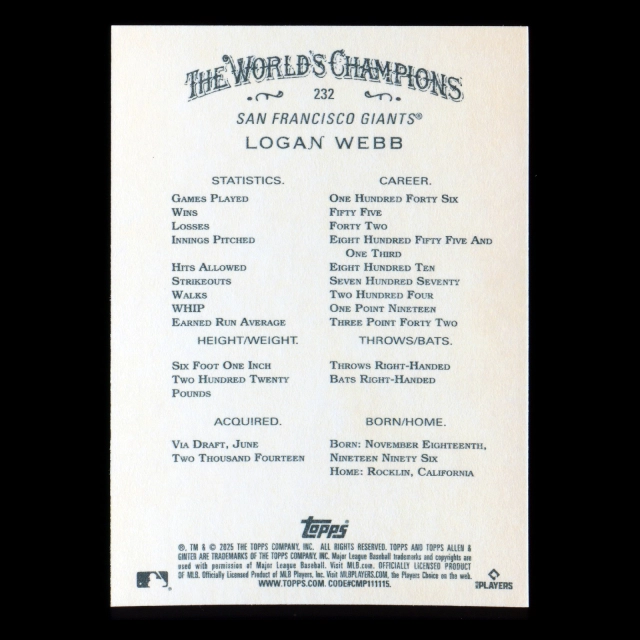 THE WORLD'S CHAMPIONS
232
SAN FRANCISCO GIANTS®
LOGAN WEBB
STATISTICS. CAREER.
GAMES PLAYED ONE HUNDRED FORTY SIX
WINS FIFTY FIVE
LOSSES FORTY TWO
INNINGS PITCHED EIGHT HUNDRED FIFTY FIVE AND
ONE THIRD
HITS ALLOWED EIGHT HUNDRED TEN
STRIKEOUTS SEVEN HUNDRED SEVENTY
WALKS TWO HUNDRED FOUR
WHIP ONE POINT NINETEEN
EARNED RUN AVERAGE THREE POINT FORTY TWO
HEIGHT/WEIGHT. THROWS/BATS.
SIX FOOT ONE INCH THROWS RIGHT-HANDED
TWO HUNDRED TWENTY BATS RIGHT-HANDED
POUNDS
ACQUIRED. BORN/HOME.
VIA DRAFT, JUNE BORN: NOVEMBER EIGHTEENTH,
TWO THOUSAND FOURTEEN NINETEEN NINETY SIX
HOME: ROCKLIN, CALIFORNIA
topps
®, TM & © 2025 THE TOPPS COMPANY, INC. ALL RIGHTS RESERVED. TOPPS AND TOPPS ALLEN &
GINTER ARE TRADEMARKS OF THE TOPPS COMPANY, INC. Major League Baseball trademarks and copyrights are
used with permission of Major League Baseball. Visit MLB.com. OFFICIALLY LICENSED PRODUCT
OF MLB. Officially Licensed Product of MLB Players, Inc. Visit MLBPLAYERS.COM, the Players Choice on the web.
WWW.TOPPS.COM. CODE#CMP111115.
PLAYERS